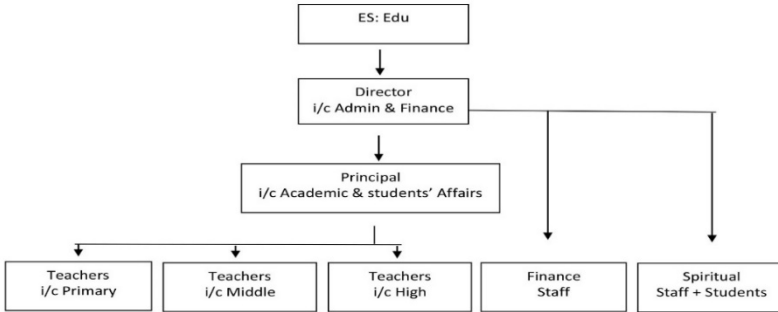 ES: Edu
Director
i/c Admin & Finance
Principal
i/c Academic & students’ Affairs
Teachers
i/c Primary
Teachers
i/c Middle
Teachers
i/c High
Finance
Staff
Spiritual
Staff + Students